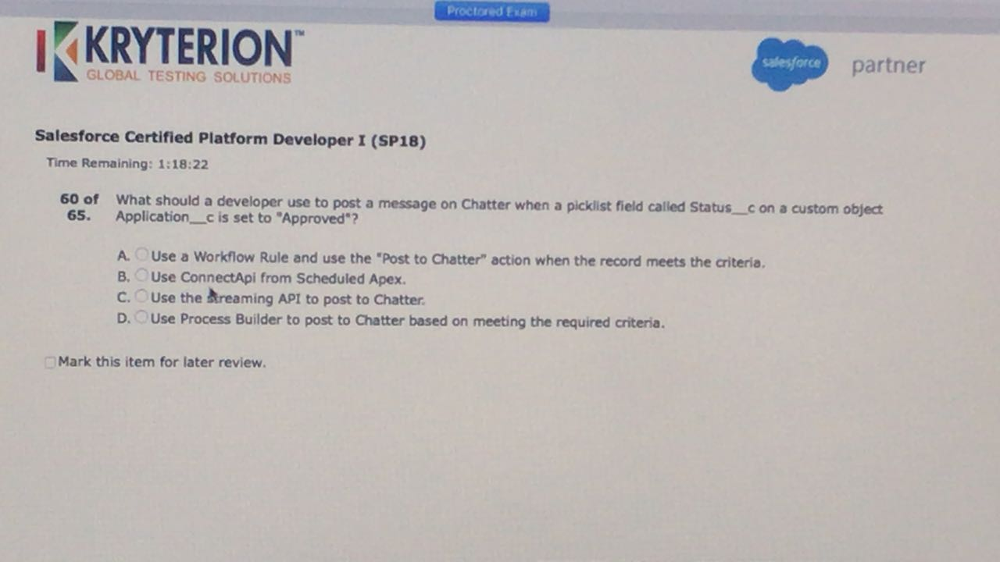 Proctored Exam
KRYTERION™
GLOBAL TESTING SOLUTIONS
salesforce partner
Salesforce Certified Platform Developer I (SP18)
Time Remaining: 1:18:22
60 of What should a developer use to post a message on Chatter when a picklist field called Status__c on a custom object
65. Application__c is set to "Approved"?
A. Use a Workflow Rule and use the "Post to Chatter" action when the record meets the criteria.
B. Use ConnectApi from Scheduled Apex.
C. Use the Streaming API to post to Chatter.
D. Use Process Builder to post to Chatter based on meeting the required criteria.
Mark this item for later review.